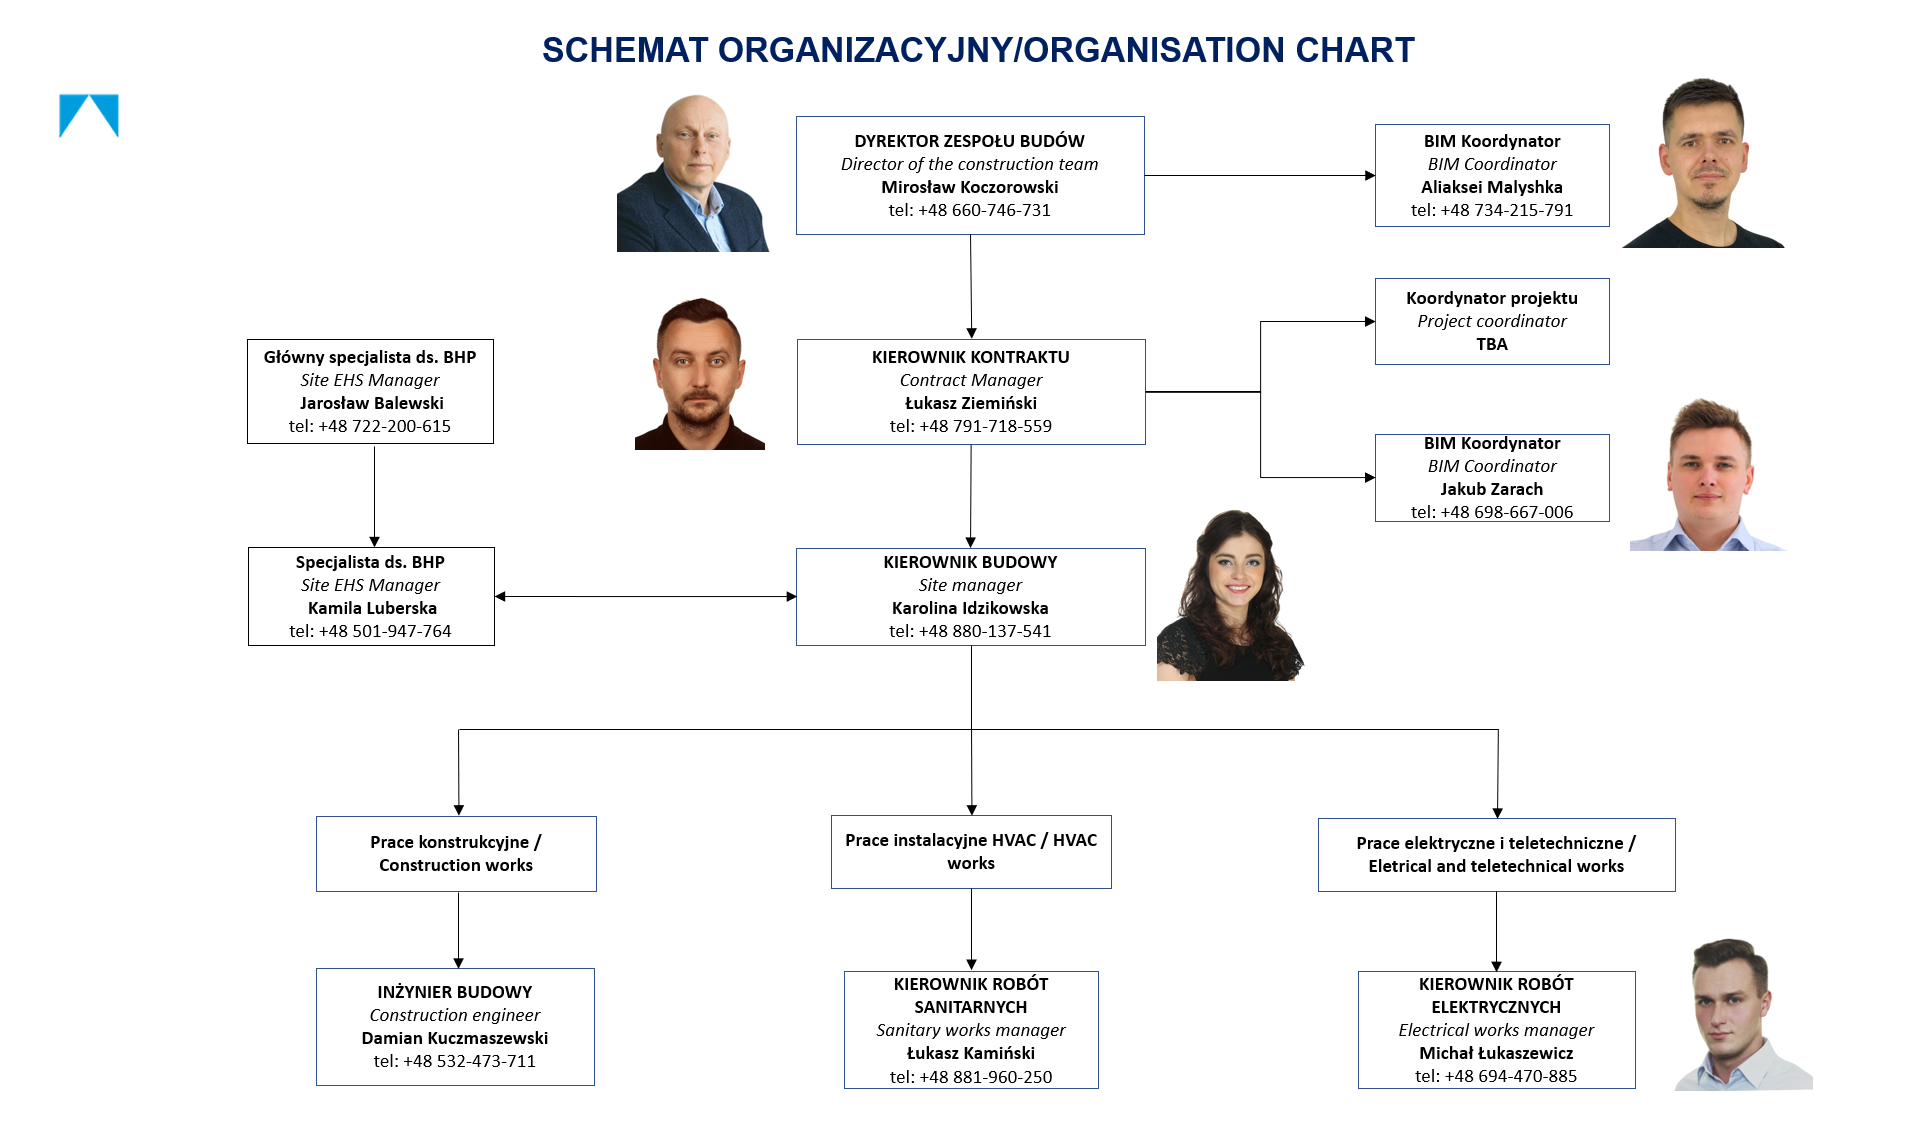 SCHEMAT ORGANIZACYJNY/ORGANISATION CHART
DYREKTOR ZESPOŁU BUDÓW
Director of the construction team
Mirosław Koczorowski
tel: +48 660-746-731
BIM Koordynator
BIM Coordinator
Aliaksei Malyshka
tel: +48 734-215-791
Koordynator projektu
Project coordinator
TBA
Główny specjalista ds. BHP
Site EHS Manager
Jarosław Balewski
tel: +48 722-200-615
KIEROWNIK KONTRAKTU
Contract Manager
Łukasz Ziemiński
tel: +48 791-718-559
BIM Koordynator
BIM Coordinator
Jakub Zarach
tel: +48 698-667-006
Specjalista ds. BHP
Site EHS Manager
Kamila Luberska
tel: +48 501-947-764
KIEROWNIK BUDOWY
Site manager
Karolina Idzikowska
tel: +48 880-137-541
Prace konstrukcyjne /
Construction works
Prace instalacyjne HVAC / HVAC
works
Prace elektryczne i teletechniczne /
Eletrical and teletechnical works
INŻYNIER BUDOWY
Construction engineer
Damian Kuczmaszewski
tel: +48 532-473-711
KIEROWNIK ROBÓT
SANITARNYCH
Sanitary works manager
Łukasz Kamiński
tel: +48 881-960-250
KIEROWNIK ROBÓT
ELEKTRYCZNYCH
Electrical works manager
Michał Łukaszewicz
tel: +48 694-470-885